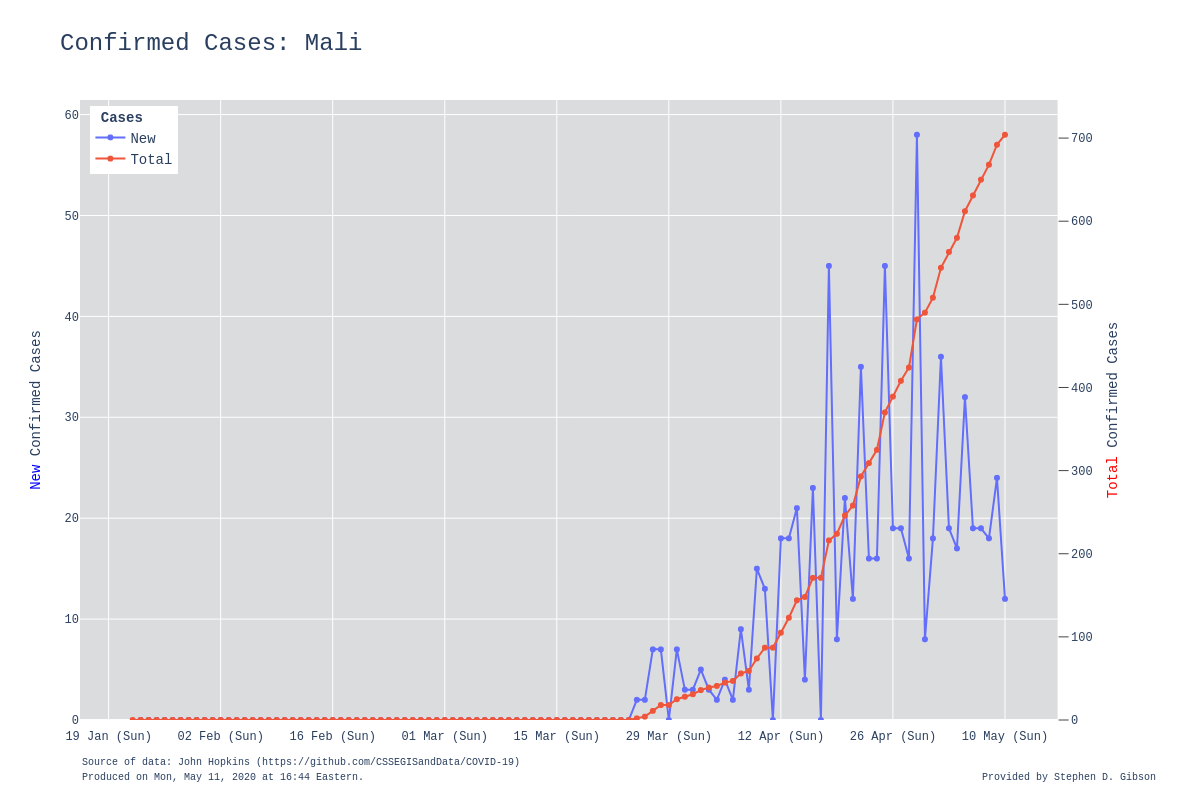 Confirmed Cases: Mali
Cases
New
Total
60
50
40
30
20
10
0
700
600
500
400
300
200
100
0
New Confirmed Cases
Total Confirmed Cases
19 Jan (Sun) 02 Feb (Sun) 16 Feb (Sun) 01 Mar (Sun) 15 Mar (Sun) 29 Mar (Sun) 12 Apr (Sun) 26 Apr (Sun) 10 May (Sun)
Source of data: John Hopkins (https://github.com/CSSEGISandData/COVID-19)
Produced on Mon, May 11, 2020 at 16:44 Eastern.
Provided by Stephen D. Gibson